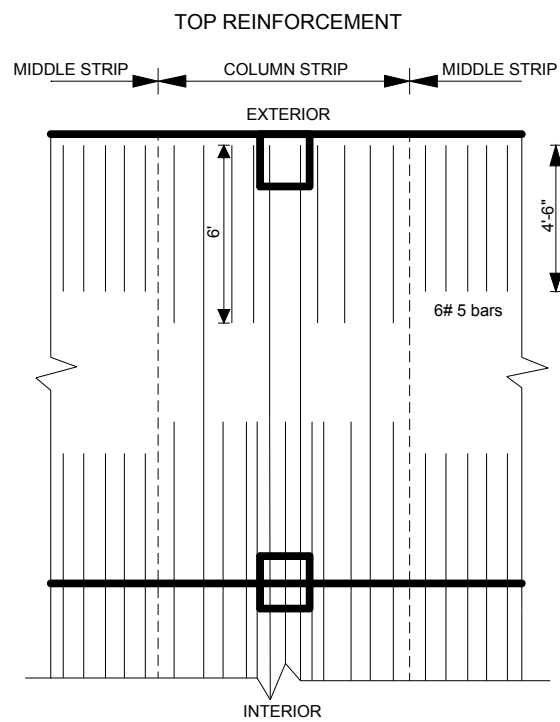 TOP REINFORCEMENT
MIDDLE STRIP COLUMN STRIP MIDDLE STRIP
EXTERIOR
6'
4'-6"
6# 5 bars
INTERIOR